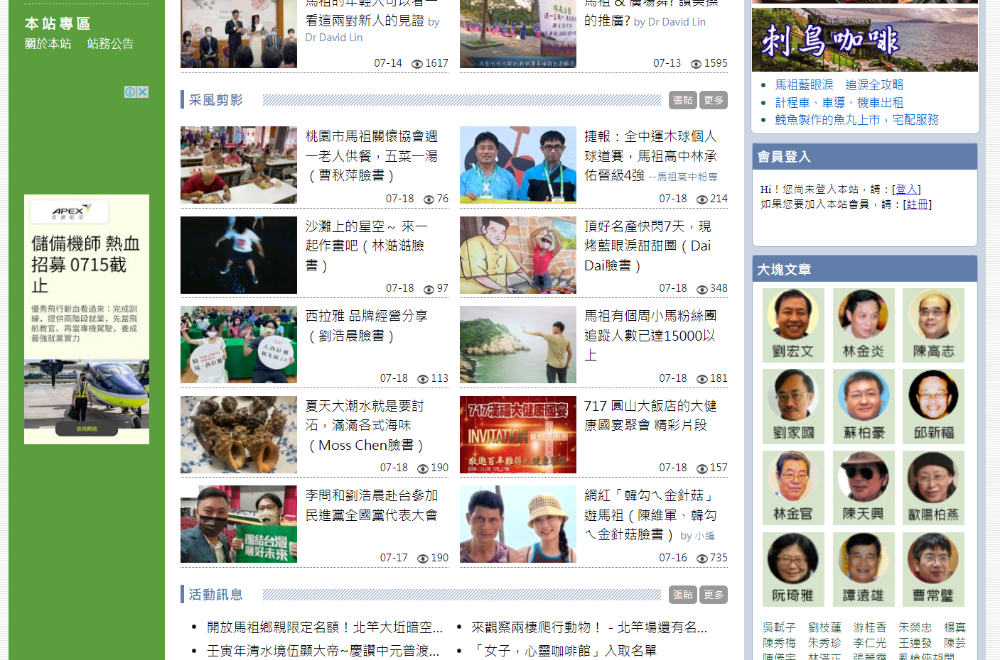 本站專區
關於本站 站務公告
APEX
安捷航空
儲備機師 熱血
招募 0715截
止
優秀飛行新血看過來：完成訓
練，提供兩階段就業，先當飛
航教官、再當專機駕駛，養成
最強就業實力
访问网站
馬祖的年輕人可以看一
看這兩對新人的見證 by
Dr David Lin
07-14 1617
馬祖 & 廣場舞? 讚美操
的推廣? by Dr David Lin
07-13 1595
采風剪影
張貼 更多
桃園市馬祖關懷協會週
一老人供餐，五菜一湯
（曹秋萍臉書）
07-18 76
捷報：全中運木球個人
球道賽，馬祖高中林承
佑晉級4強 --馬祖高中粉專
07-18 214
沙灘上的星空～ 來一
起作畫吧（林澔澔臉
書）
07-18 97
頂好名產快閃7天，現
烤藍眼淚甜甜圈（Dai
Dai臉書）
07-18 348
西拉雅 品牌經營分享
（劉浩晨臉書）
07-18 113
馬祖有個周小馬粉絲團
追蹤人數已達15000以
上
07-18 181
夏天大潮水就是要討
沰，滿滿各式海味
（Moss Chen臉書）
07-18 190
717 圓山大飯店的大健
康國宴聚會 精彩片段
07-18 157
INVITATION
李問和劉浩晨赴台參加
民進黨全國黨代表大會
07-17 190
團結台灣
顧好未來
網紅「韓勾ㄟ金針菇」
遊馬祖（陳維軍、韓勾
ㄟ金針菇臉書） by 小編
07-16 735
活動訊息
張貼 更多
開放馬祖鄉親限定名額！北竿大坵暗空...
來觀察兩棲爬行動物！ - 北竿場還有名...
壬寅年清水境伍顯大帝~慶讚中元普渡...
「女子，心靈咖啡館」入取名單
刺鳥咖啡
馬祖藍眼淚 追淚全攻略
計程車、車導、機車出租
鮸魚製作的魚丸上市，宅配服務
會員登入
Hi！您尚未登入本站，請：[登入]
如果您要加入本站會員，請：[註冊]
大塊文章
劉宏文 林金炎 陳高志
劉家國 蘇柏豪 邱新福
林金官 陳天興 歐陽柏燕
阮琦雅 譚遠雄 曹常璧
吳軾子 劉枝蓮 游桂香 朱榮忠 楊真
陳秀梅 朱秀珍 李仁光 王連發 陳芸